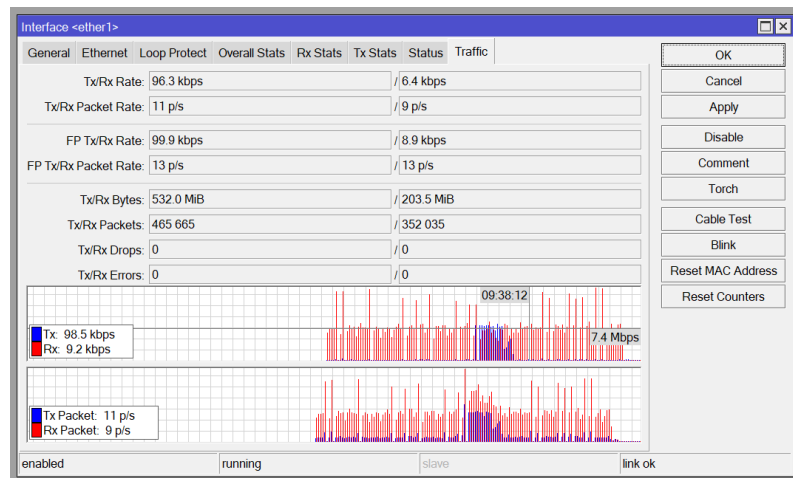 Interface <ether1>
General Ethernet Loop Protect Overall Stats Rx Stats Tx Stats Status Traffic
Tx/Rx Rate: 96.3 kbps / 6.4 kbps
Tx/Rx Packet Rate: 11 p/s / 9 p/s
FP Tx/Rx Rate: 99.9 kbps / 8.9 kbps
FP Tx/Rx Packet Rate: 13 p/s / 13 p/s
Tx/Rx Bytes: 532.0 MiB / 203.5 MiB
Tx/Rx Packets: 465 665 / 352 035
Tx/Rx Drops: 0 / 0
Tx/Rx Errors: 0 / 0
09:38:12
7.4 Mbps
Tx: 98.5 kbps
Rx: 9.2 kbps
Tx Packet: 11 p/s
Rx Packet: 9 p/s
OK
Cancel
Apply
Disable
Comment
Torch
Cable Test
Blink
Reset MAC Address
Reset Counters
enabled running slave link ok